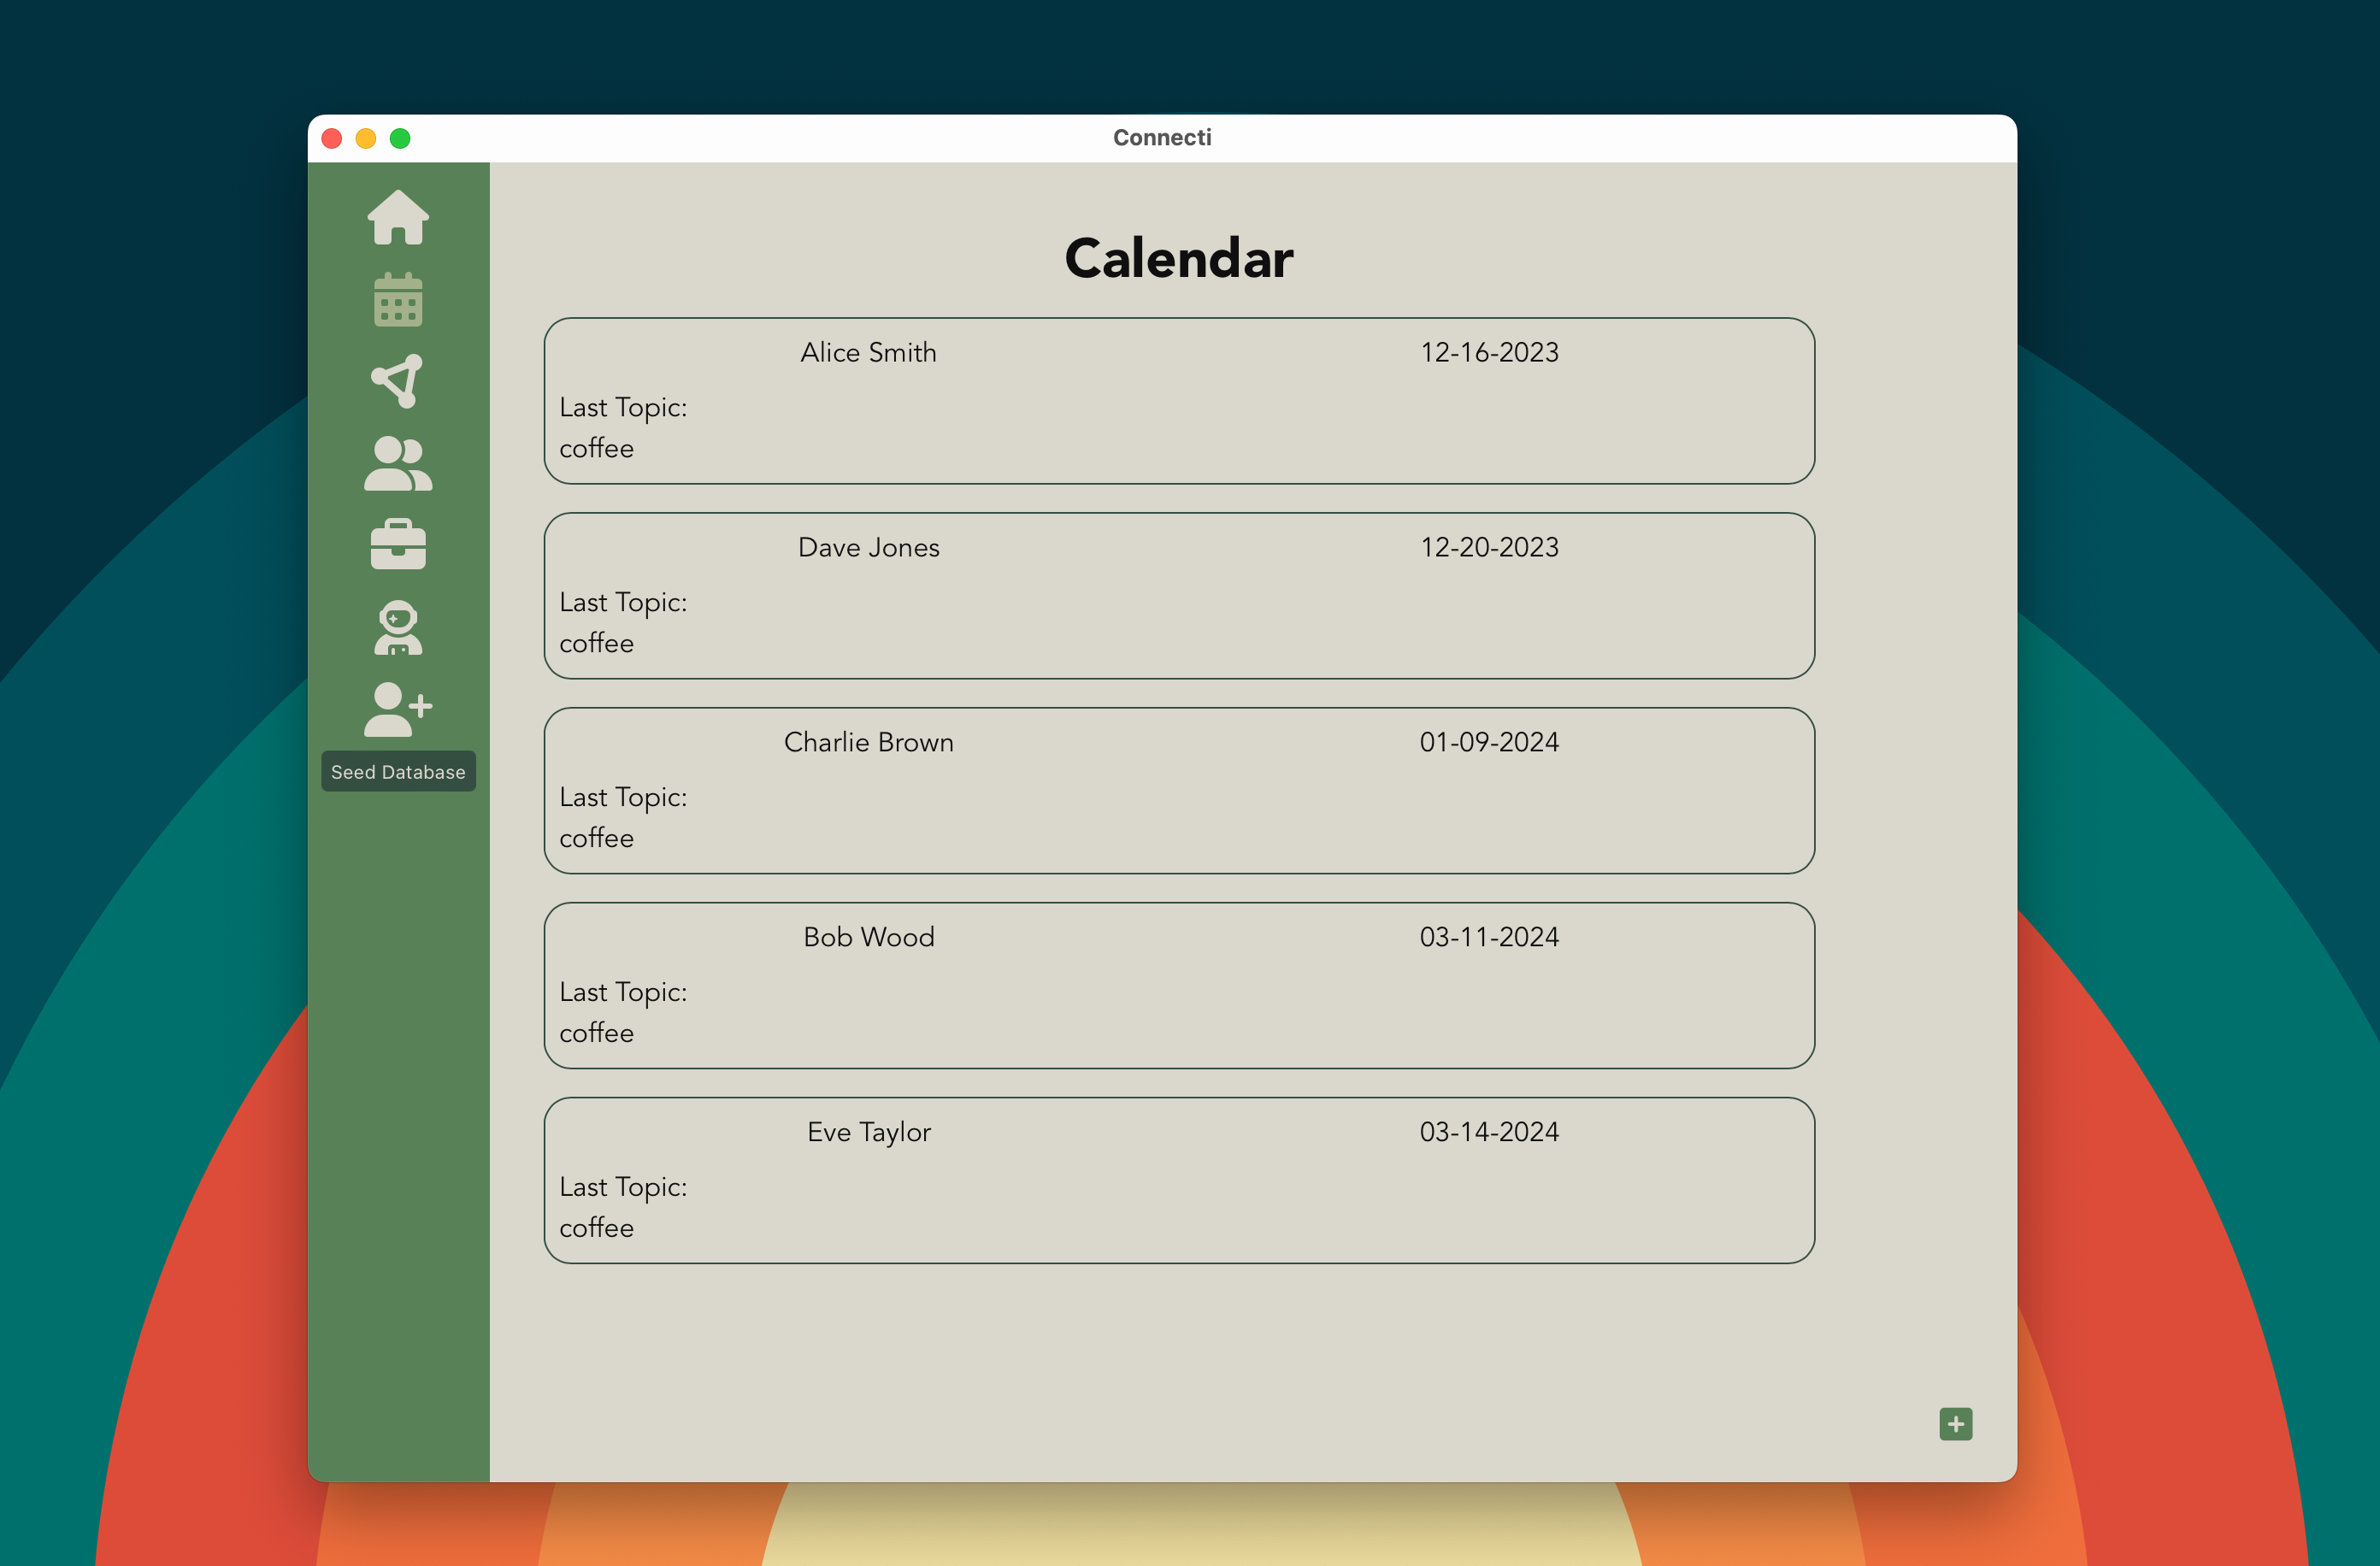 Connecti
Calendar
Alice Smith 12-16-2023
Last Topic:
coffee
Dave Jones 12-20-2023
Last Topic:
coffee
Charlie Brown 01-09-2024
Last Topic:
coffee
Bob Wood 03-11-2024
Last Topic:
coffee
Eve Taylor 03-14-2024
Last Topic:
coffee
Seed Database